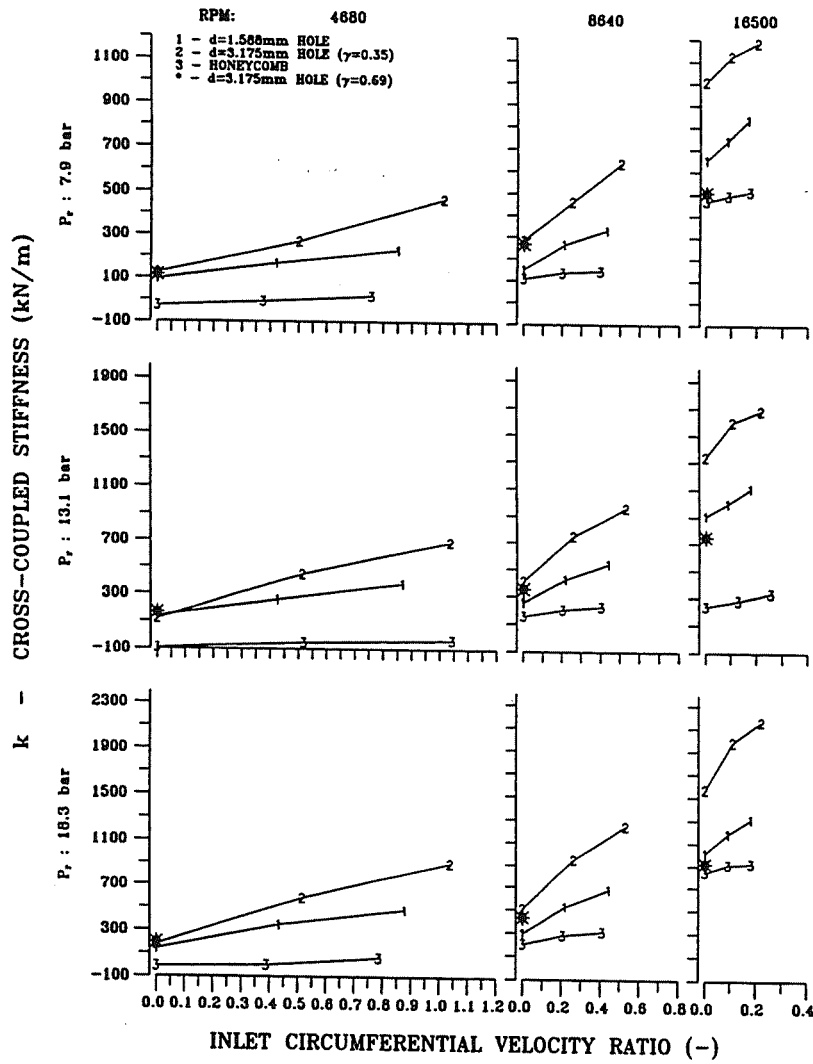 RPM: 4680 8640 16500
1 - d=1.588mm HOLE
2 - d=3.175mm HOLE (γ=0.35)
3 - HONEYCOMB
* - d=3.175mm HOLE (γ=0.69)
k - CROSS-COUPLED STIFFNESS (kN/m)
Pr : 7.9 bar
1100
900
700
500
300
100
-100
Pr : 13.1 bar
1900
1500
1100
700
300
-100
Pr : 18.3 bar
2300
1900
1500
1100
700
300
-100
0.0 0.1 0.2 0.3 0.4 0.5 0.6 0.7 0.8 0.9 1.0 1.1 1.2 0.0 0.2 0.4 0.6 0.8 0.0 0.2 0.4
INLET CIRCUMFERENTIAL VELOCITY RATIO (-)